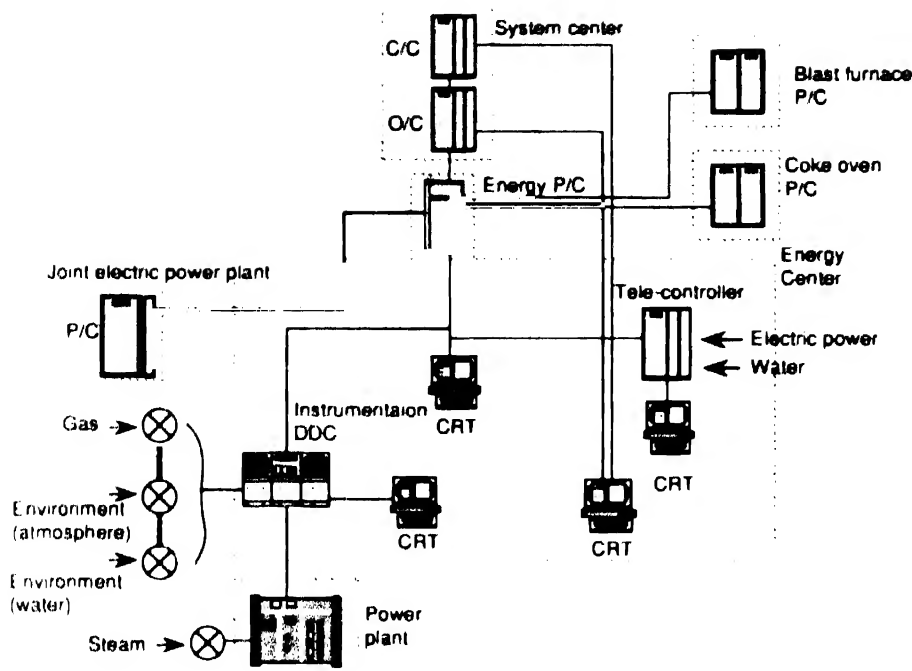 System center
C/C
O/C
Blast furnace
P/C
Coke oven
P/C
Energy P/C
Energy
Center
Joint electric power plant
P/C
Tele-controller
Electric power
Water
CRT
Instrumentaion
DDC
Gas
CRT
Environment
(atmosphere)
CRT
CRT
Environment
(water)
Steam
Power
plant